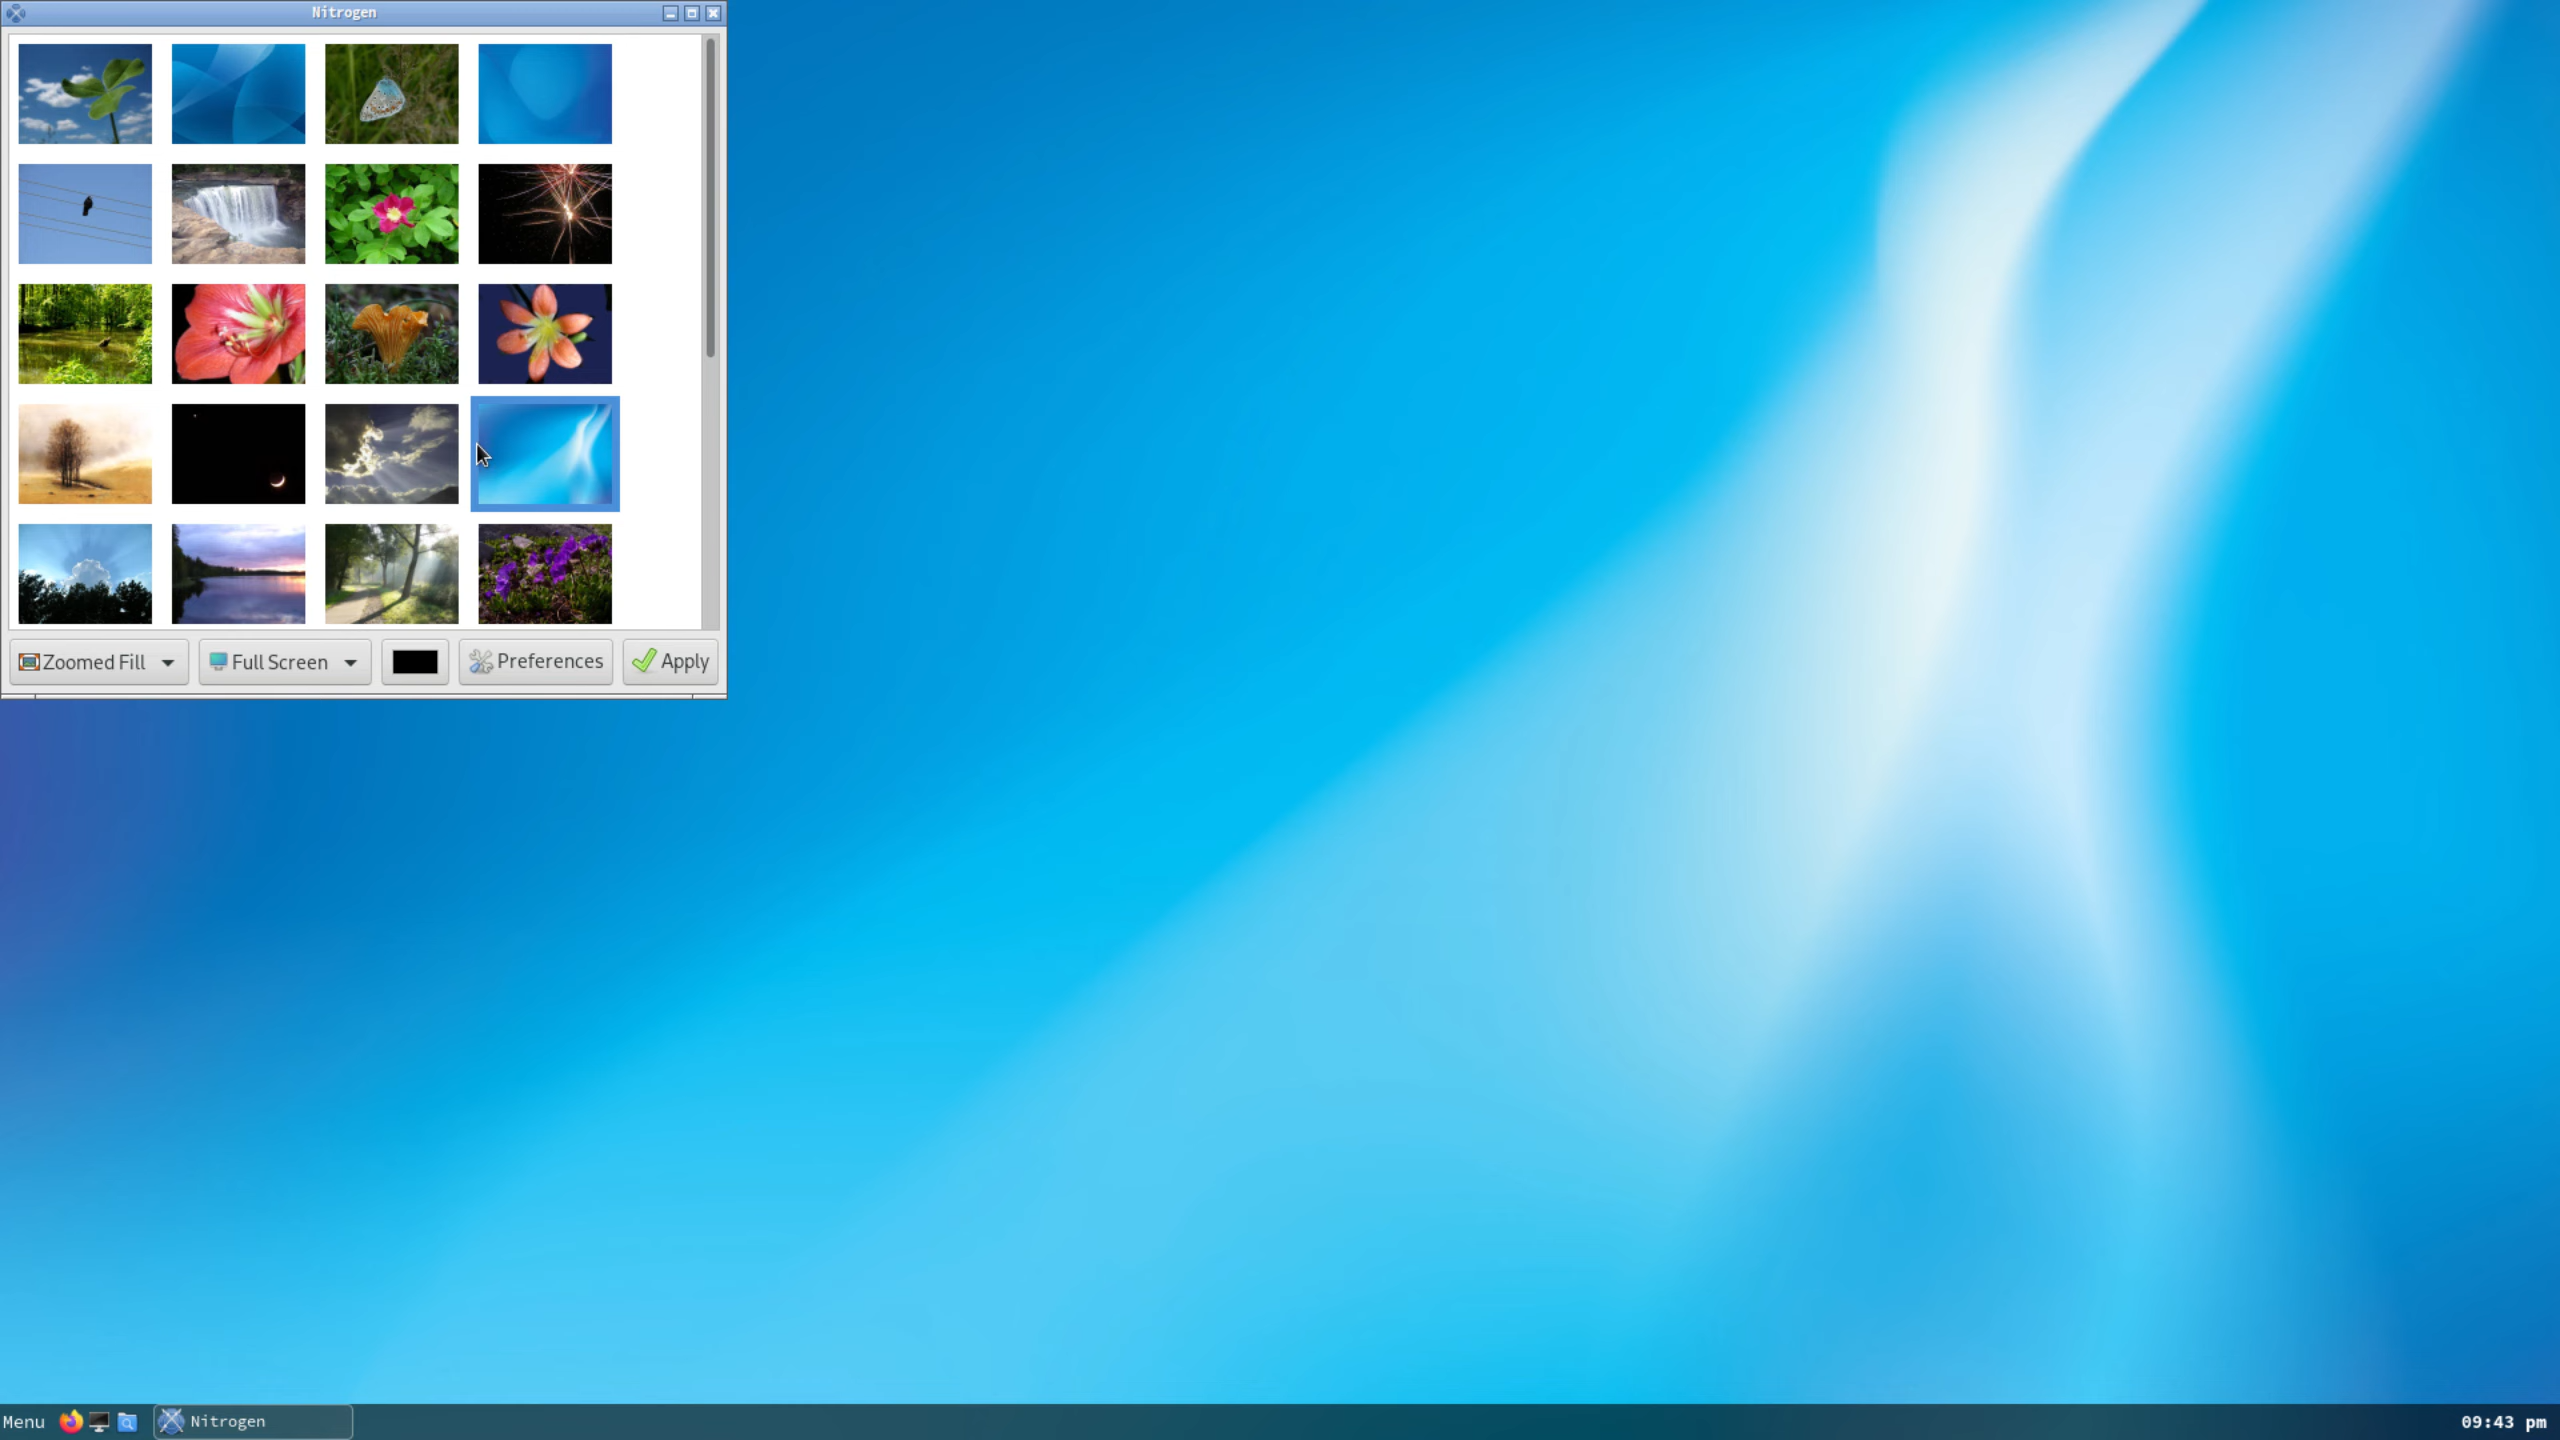 Nitrogen
Zoomed Fill
Full Screen
Preferences
Apply
Menu
Nitrogen
09:43 pm